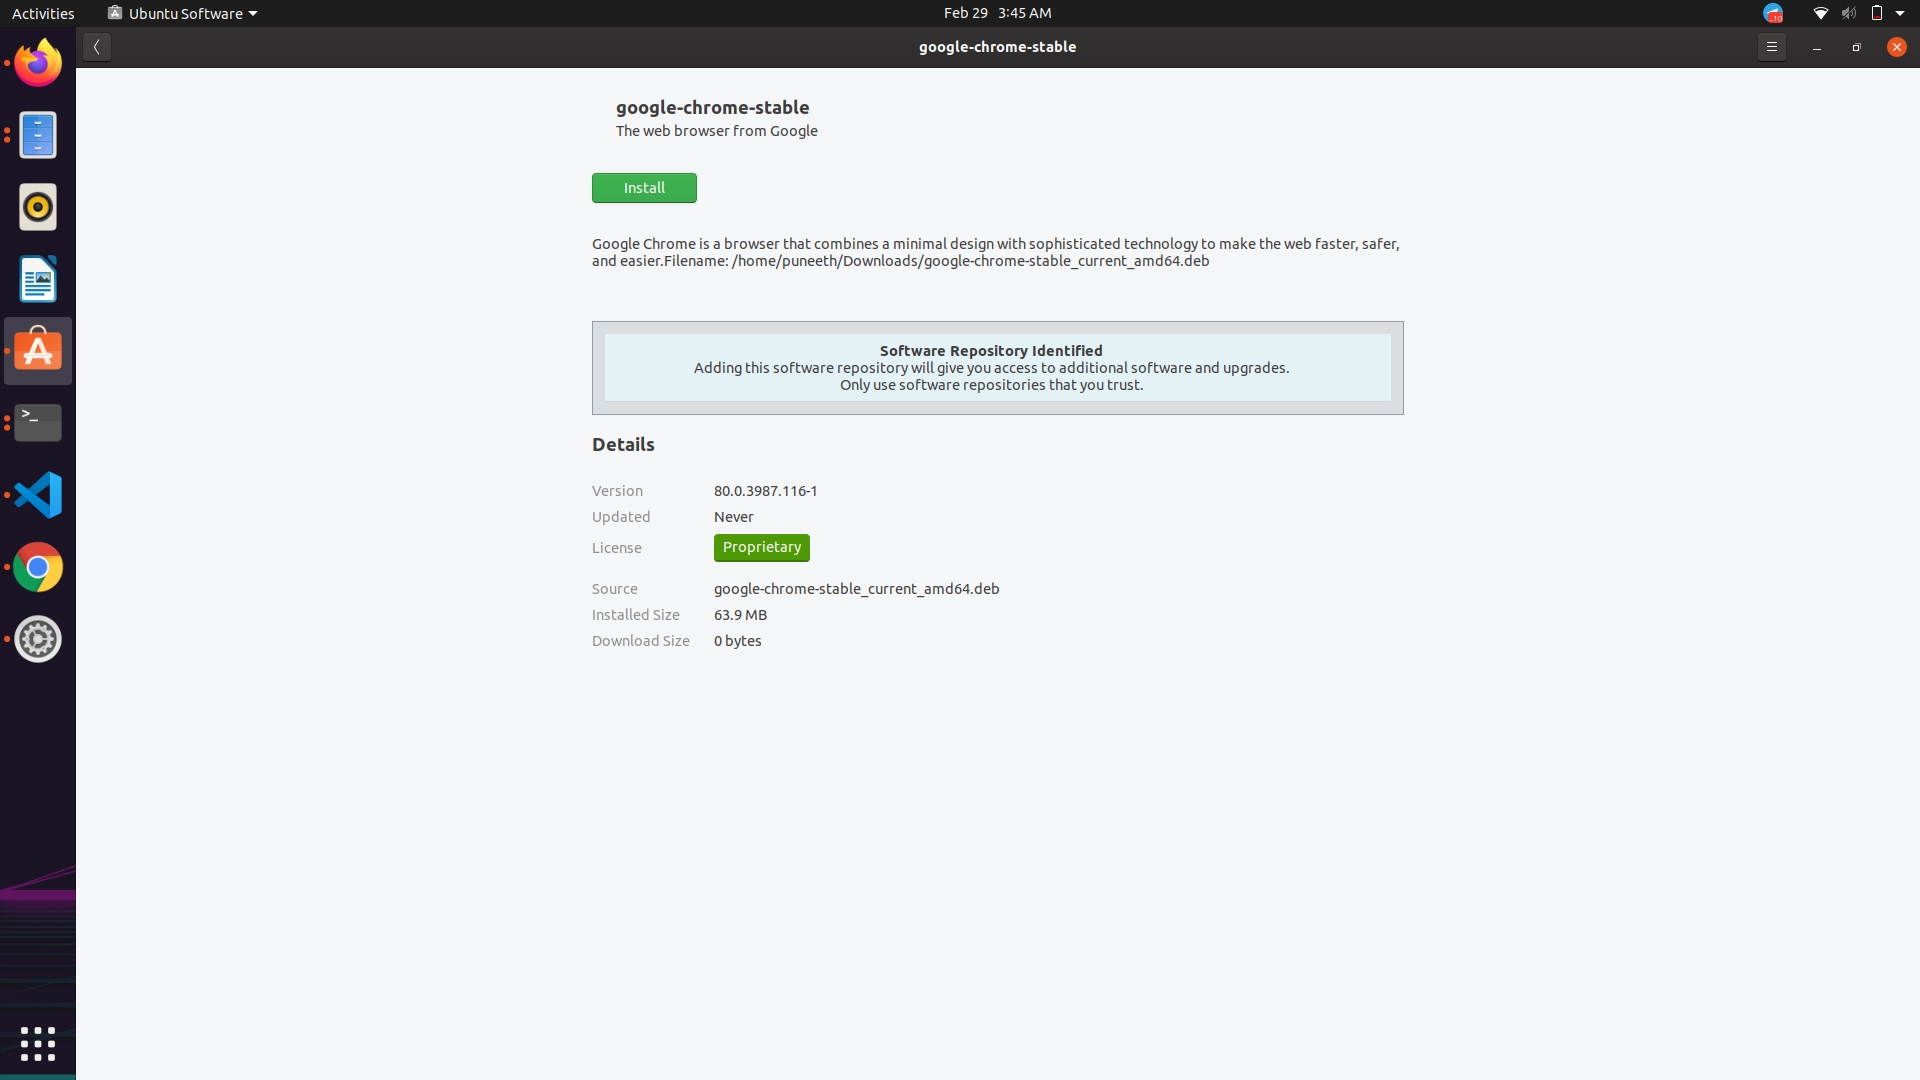 Activities
Ubuntu Software
Feb 29 3:45 AM
google-chrome-stable
google-chrome-stable
The web browser from Google
Install
Google Chrome is a browser that combines a minimal design with sophisticated technology to make the web faster, safer,
and easier.Filename: /home/puneeth/Downloads/google-chrome-stable_current_amd64.deb
Software Repository Identified
Adding this software repository will give you access to additional software and upgrades.
Only use software repositories that you trust.
Details
Version 80.0.3987.116-1
Updated Never
License Proprietary
Source google-chrome-stable_current_amd64.deb
Installed Size 63.9 MB
Download Size 0 bytes